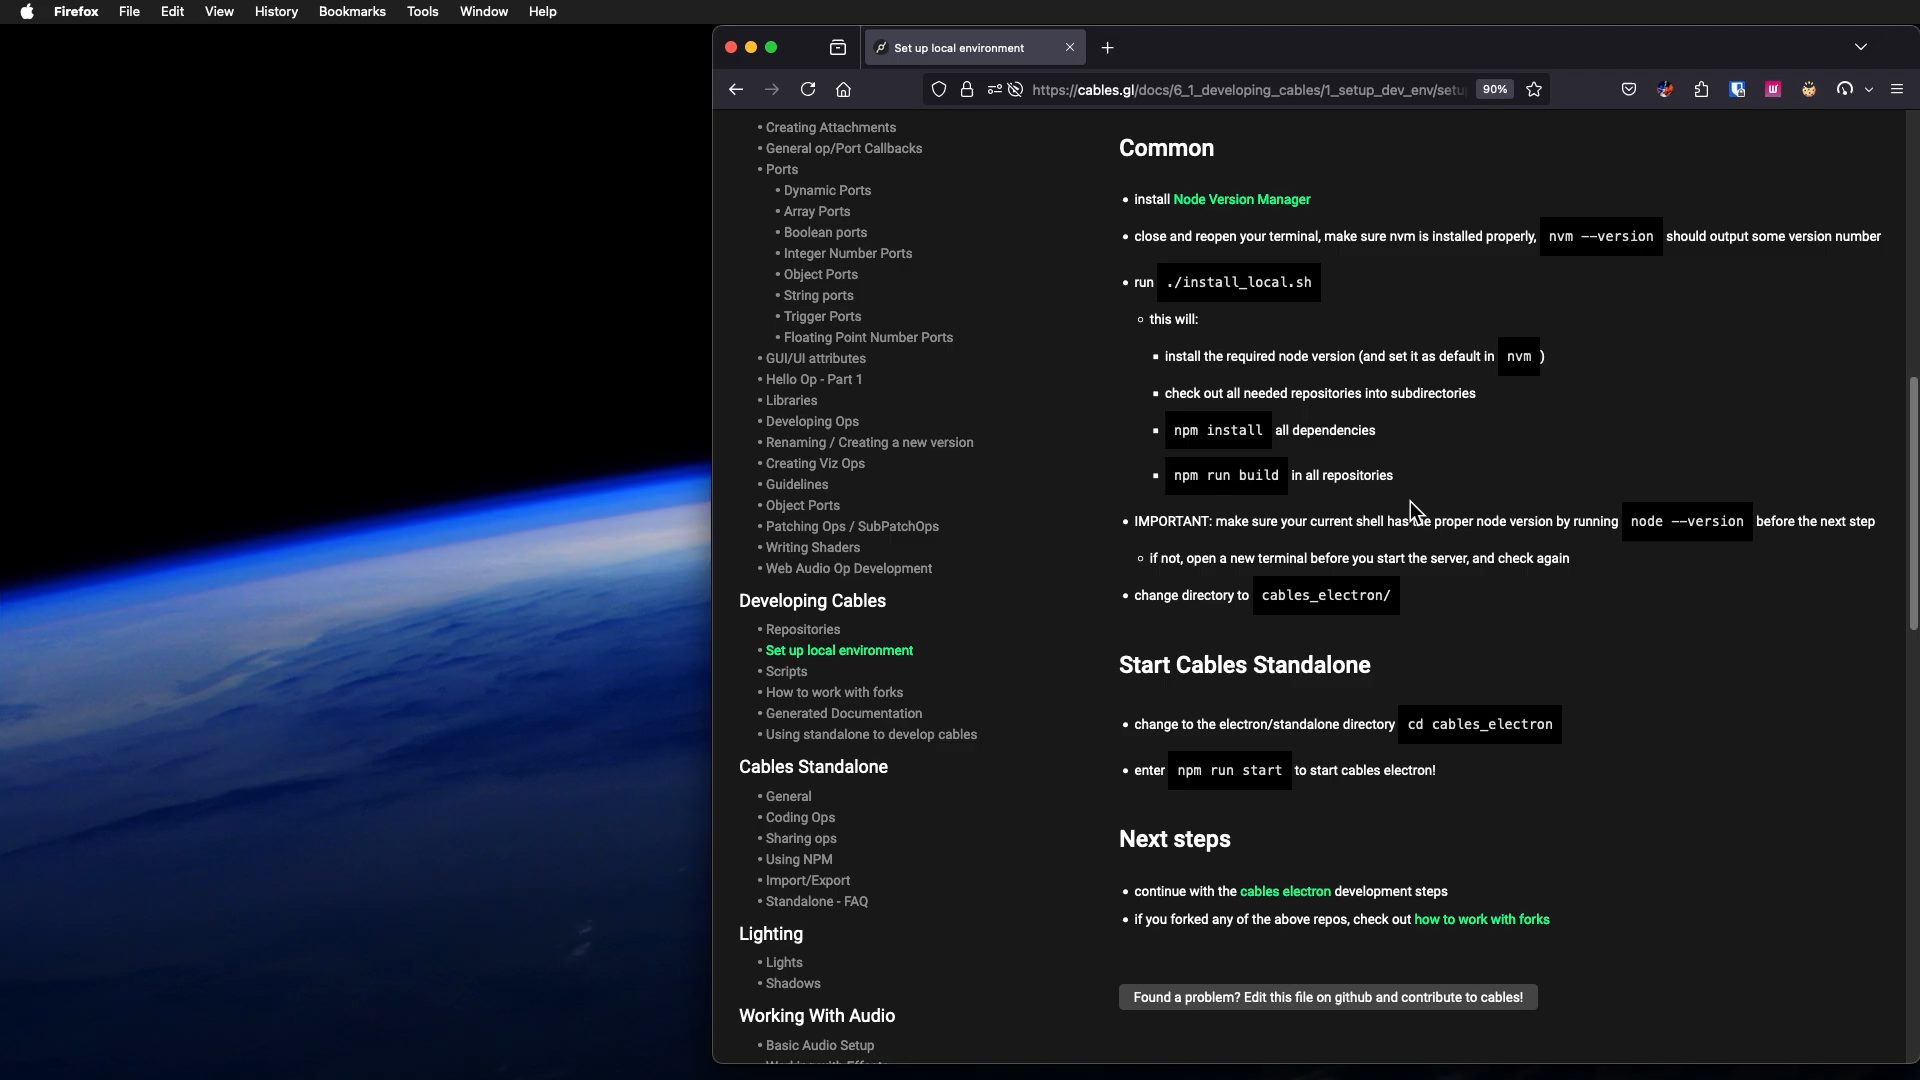 Firefox File Edit View History Bookmarks Tools Window Help
Set up local environment
https://cables.gl/docs/6_1_developing_cables/1_setup_dev_env/setu 90%
• Creating Attachments
• General op/Port Callbacks
• Ports
• Dynamic Ports
• Array Ports
• Boolean ports
• Integer Number Ports
• Object Ports
• String ports
• Trigger Ports
• Floating Point Number Ports
• GUI/UI attributes
• Hello Op - Part 1
• Libraries
• Developing Ops
• Renaming / Creating a new version
• Creating Viz Ops
• Guidelines
• Object Ports
• Patching Ops / SubPatchOps
• Writing Shaders
• Web Audio Op Development
Developing Cables
• Repositories
• Set up local environment
• Scripts
• How to work with forks
• Generated Documentation
• Using standalone to develop cables
Cables Standalone
• General
• Coding Ops
• Sharing ops
• Using NPM
• Import/Export
• Standalone - FAQ
Lighting
• Lights
• Shadows
Working With Audio
• Basic Audio Setup
Common
• install Node Version Manager
• close and reopen your terminal, make sure nvm is installed properly, nvm --version should output some version number
• run ./install_local.sh
this will:
install the required node version (and set it as default in nvm )
check out all needed repositories into subdirectories
npm install all dependencies
npm run build in all repositories
• IMPORTANT: make sure your current shell has the proper node version by running node --version before the next step
if not, open a new terminal before you start the server, and check again
• change directory to cables_electron/
Start Cables Standalone
• change to the electron/standalone directory cd cables_electron
• enter npm run start to start cables electron!
Next steps
• continue with the cables electron development steps
• if you forked any of the above repos, check out how to work with forks
Found a problem? Edit this file on github and contribute to cables!